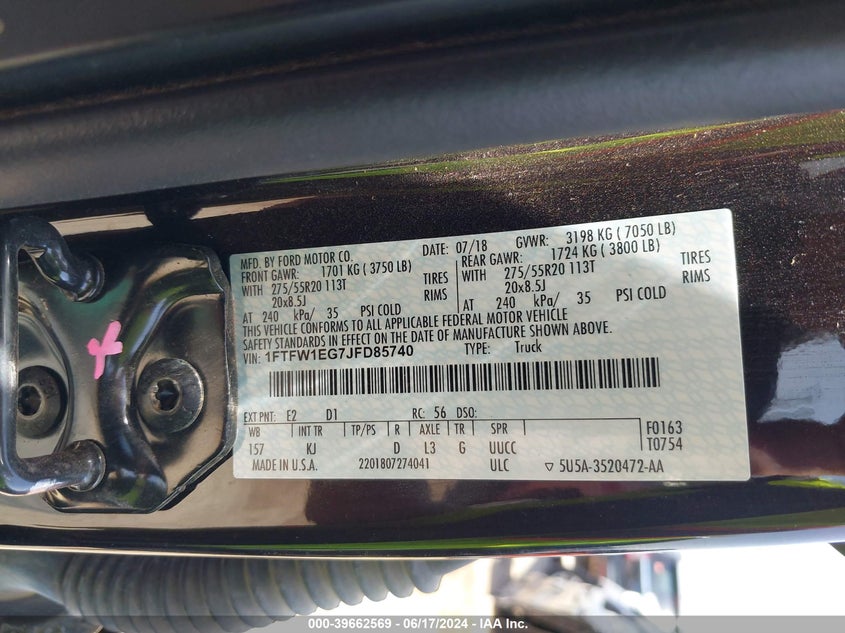 MFD. BY FORD MOTOR CO. DATE: 07/18 GVWR: 3198 KG ( 7050 LB)
FRONT GAWR: 1701 KG ( 3750 LB) REAR GAWR: 1724 KG ( 3800 LB)
WITH 275/55R20 113T TIRES WITH 275/55R20 113T TIRES
20x8.5J RIMS 20x8.5J RIMS
AT 240 kPa/ 35 PSI COLD AT 240 kPa/ 35 PSI COLD
THIS VEHICLE CONFORMS TO ALL APPLICABLE FEDERAL MOTOR VEHICLE
SAFETY STANDARDS IN EFFECT ON THE DATE OF MANUFACTURE SHOWN ABOVE.
VIN: 1FTFW1EG7JFD85740 TYPE: Truck
EXT PNT: E2 D1 RC: 56 DSO:
WB INT TR TP/PS R AXLE TR SPR F0163
157 KJ D L3 G UUCC T0754
MADE IN U.S.A. 2201807274041 ULC ▽ 5U5A-3520472-AA
000-39662569 - 06/17/2024 - IAA Inc.